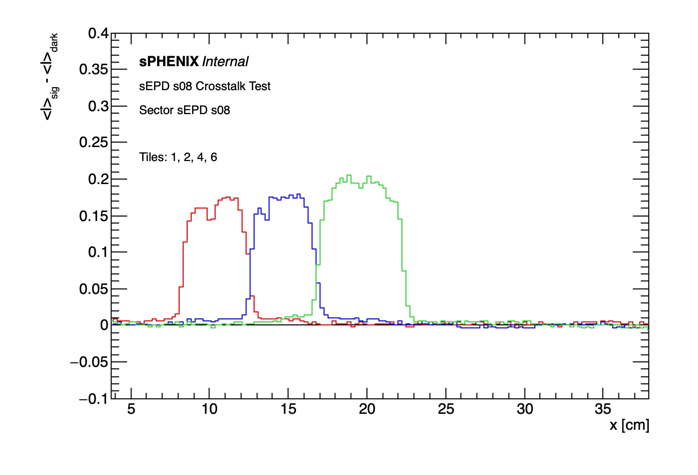 <I>sig - <I>dark
0.4
0.35
0.3
0.25
0.2
0.15
0.1
0.05
0
−0.05
−0.1
sPHENIX Internal
sEPD s08 Crosstalk Test
Sector sEPD s08
Tiles: 1, 2, 4, 6
5 10 15 20 25 30 35
x [cm]